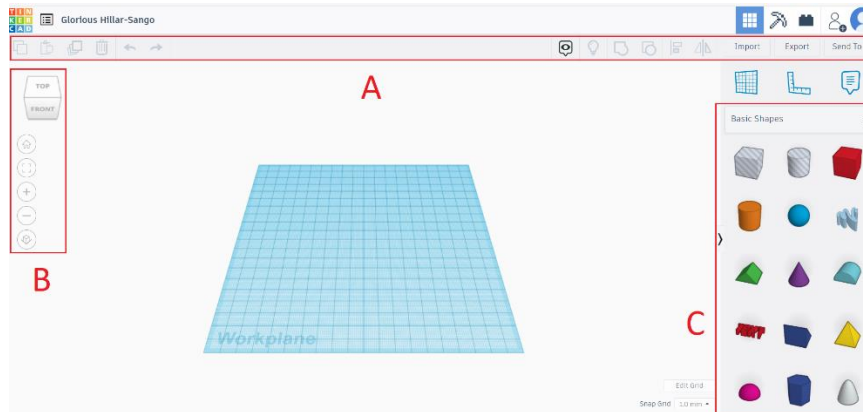 TIN
KER
CAD
Glorious Hillar-Sango
Import Export Send To
A
TOP
FRONT
Basic Shapes
B
C
Workplane
TEXT
Edit Grid
Snap Grid 1.0 mm